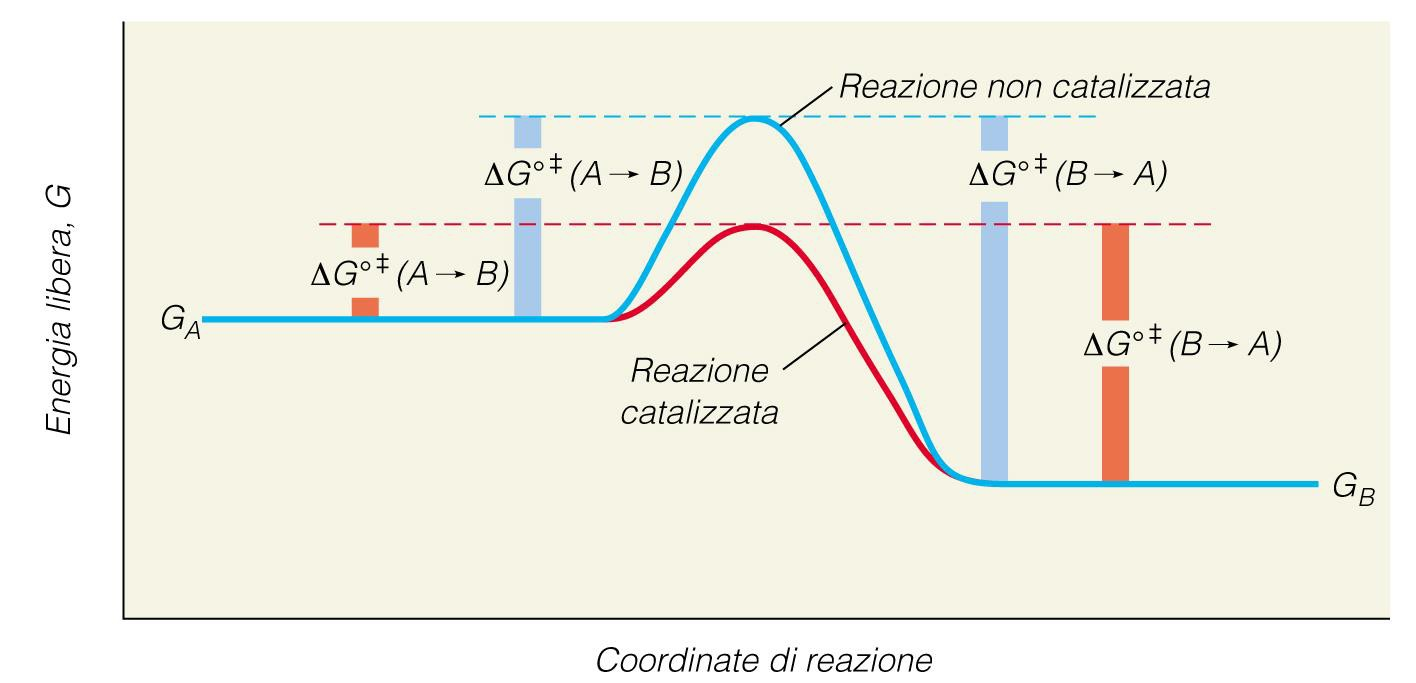 Reazione non catalizzata
ΔG°‡ (A → B)
ΔG°‡ (B → A)
ΔG°‡ (A → B)
G_A
ΔG°‡ (B → A)
Reazione
catalizzata
G_B
Energia libera, G
Coordinate di reazione